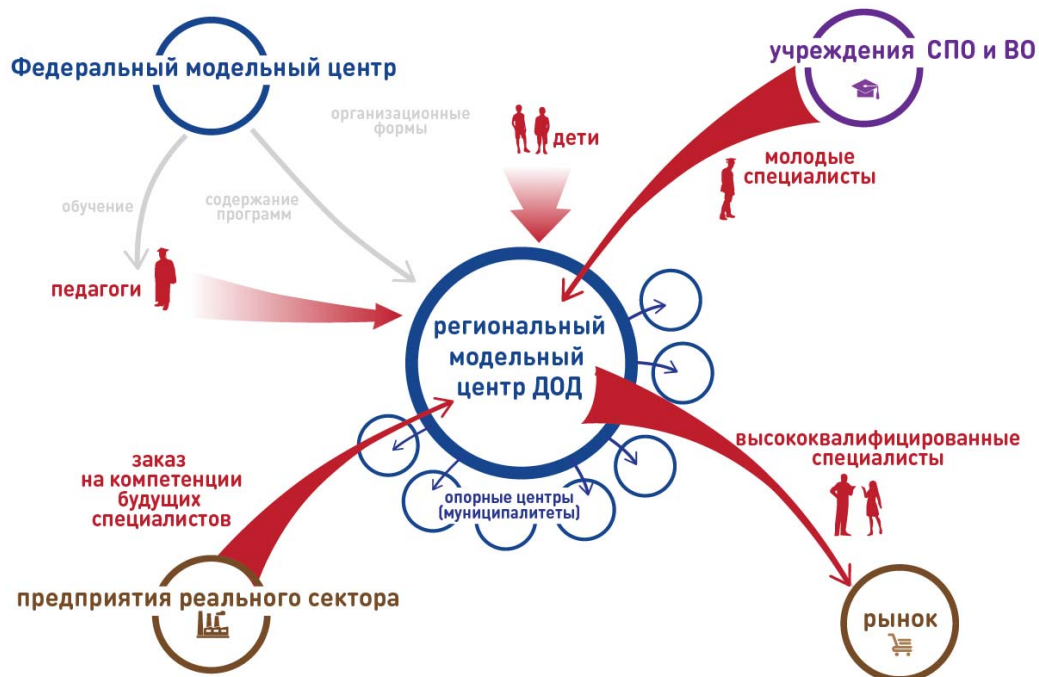 Федеральный модельный центр
учреждения СПО и ВО
организационные
формы
дети
молодые
специалисты
обучение
содержание
программ
педагоги
региональный
модельный
центр ДОД
заказ
на компетенции
будущих
специалистов
опорные центры
(муниципалитеты)
высококвалифицированные
специалисты
предприятия реального сектора
рынок